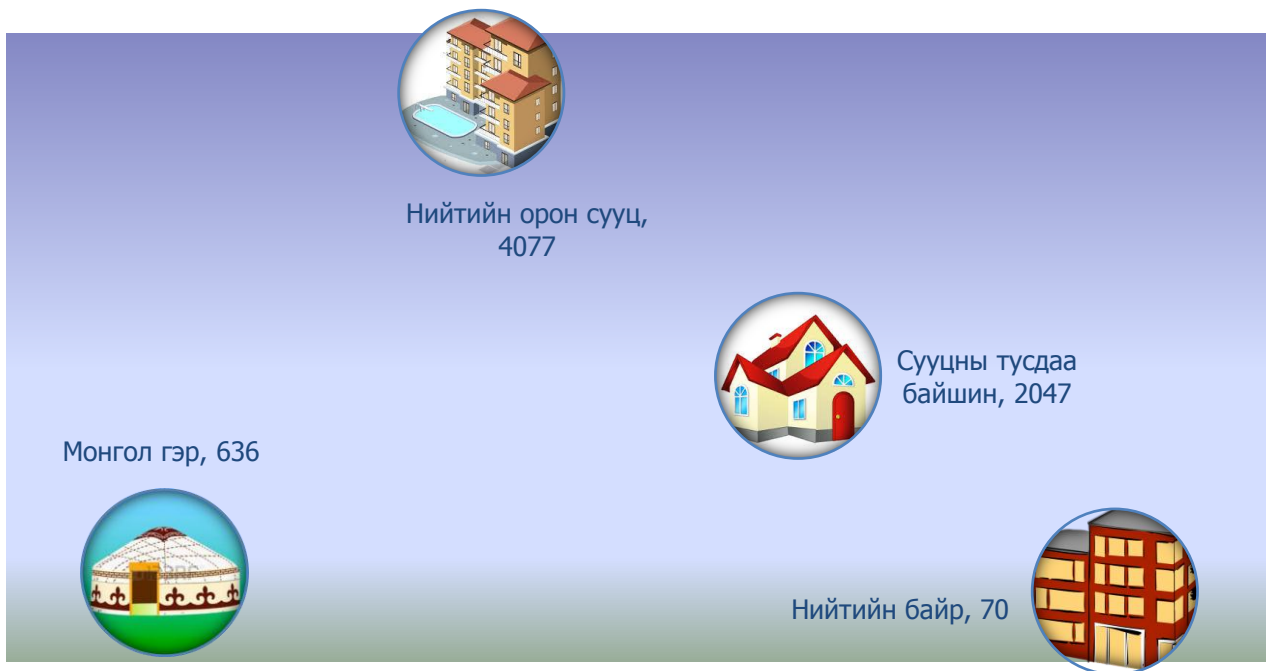 Нийтийн орон сууц,
4077
Сууцны тусдаа
байшин, 2047
Монгол гэр, 636
Нийтийн байр, 70